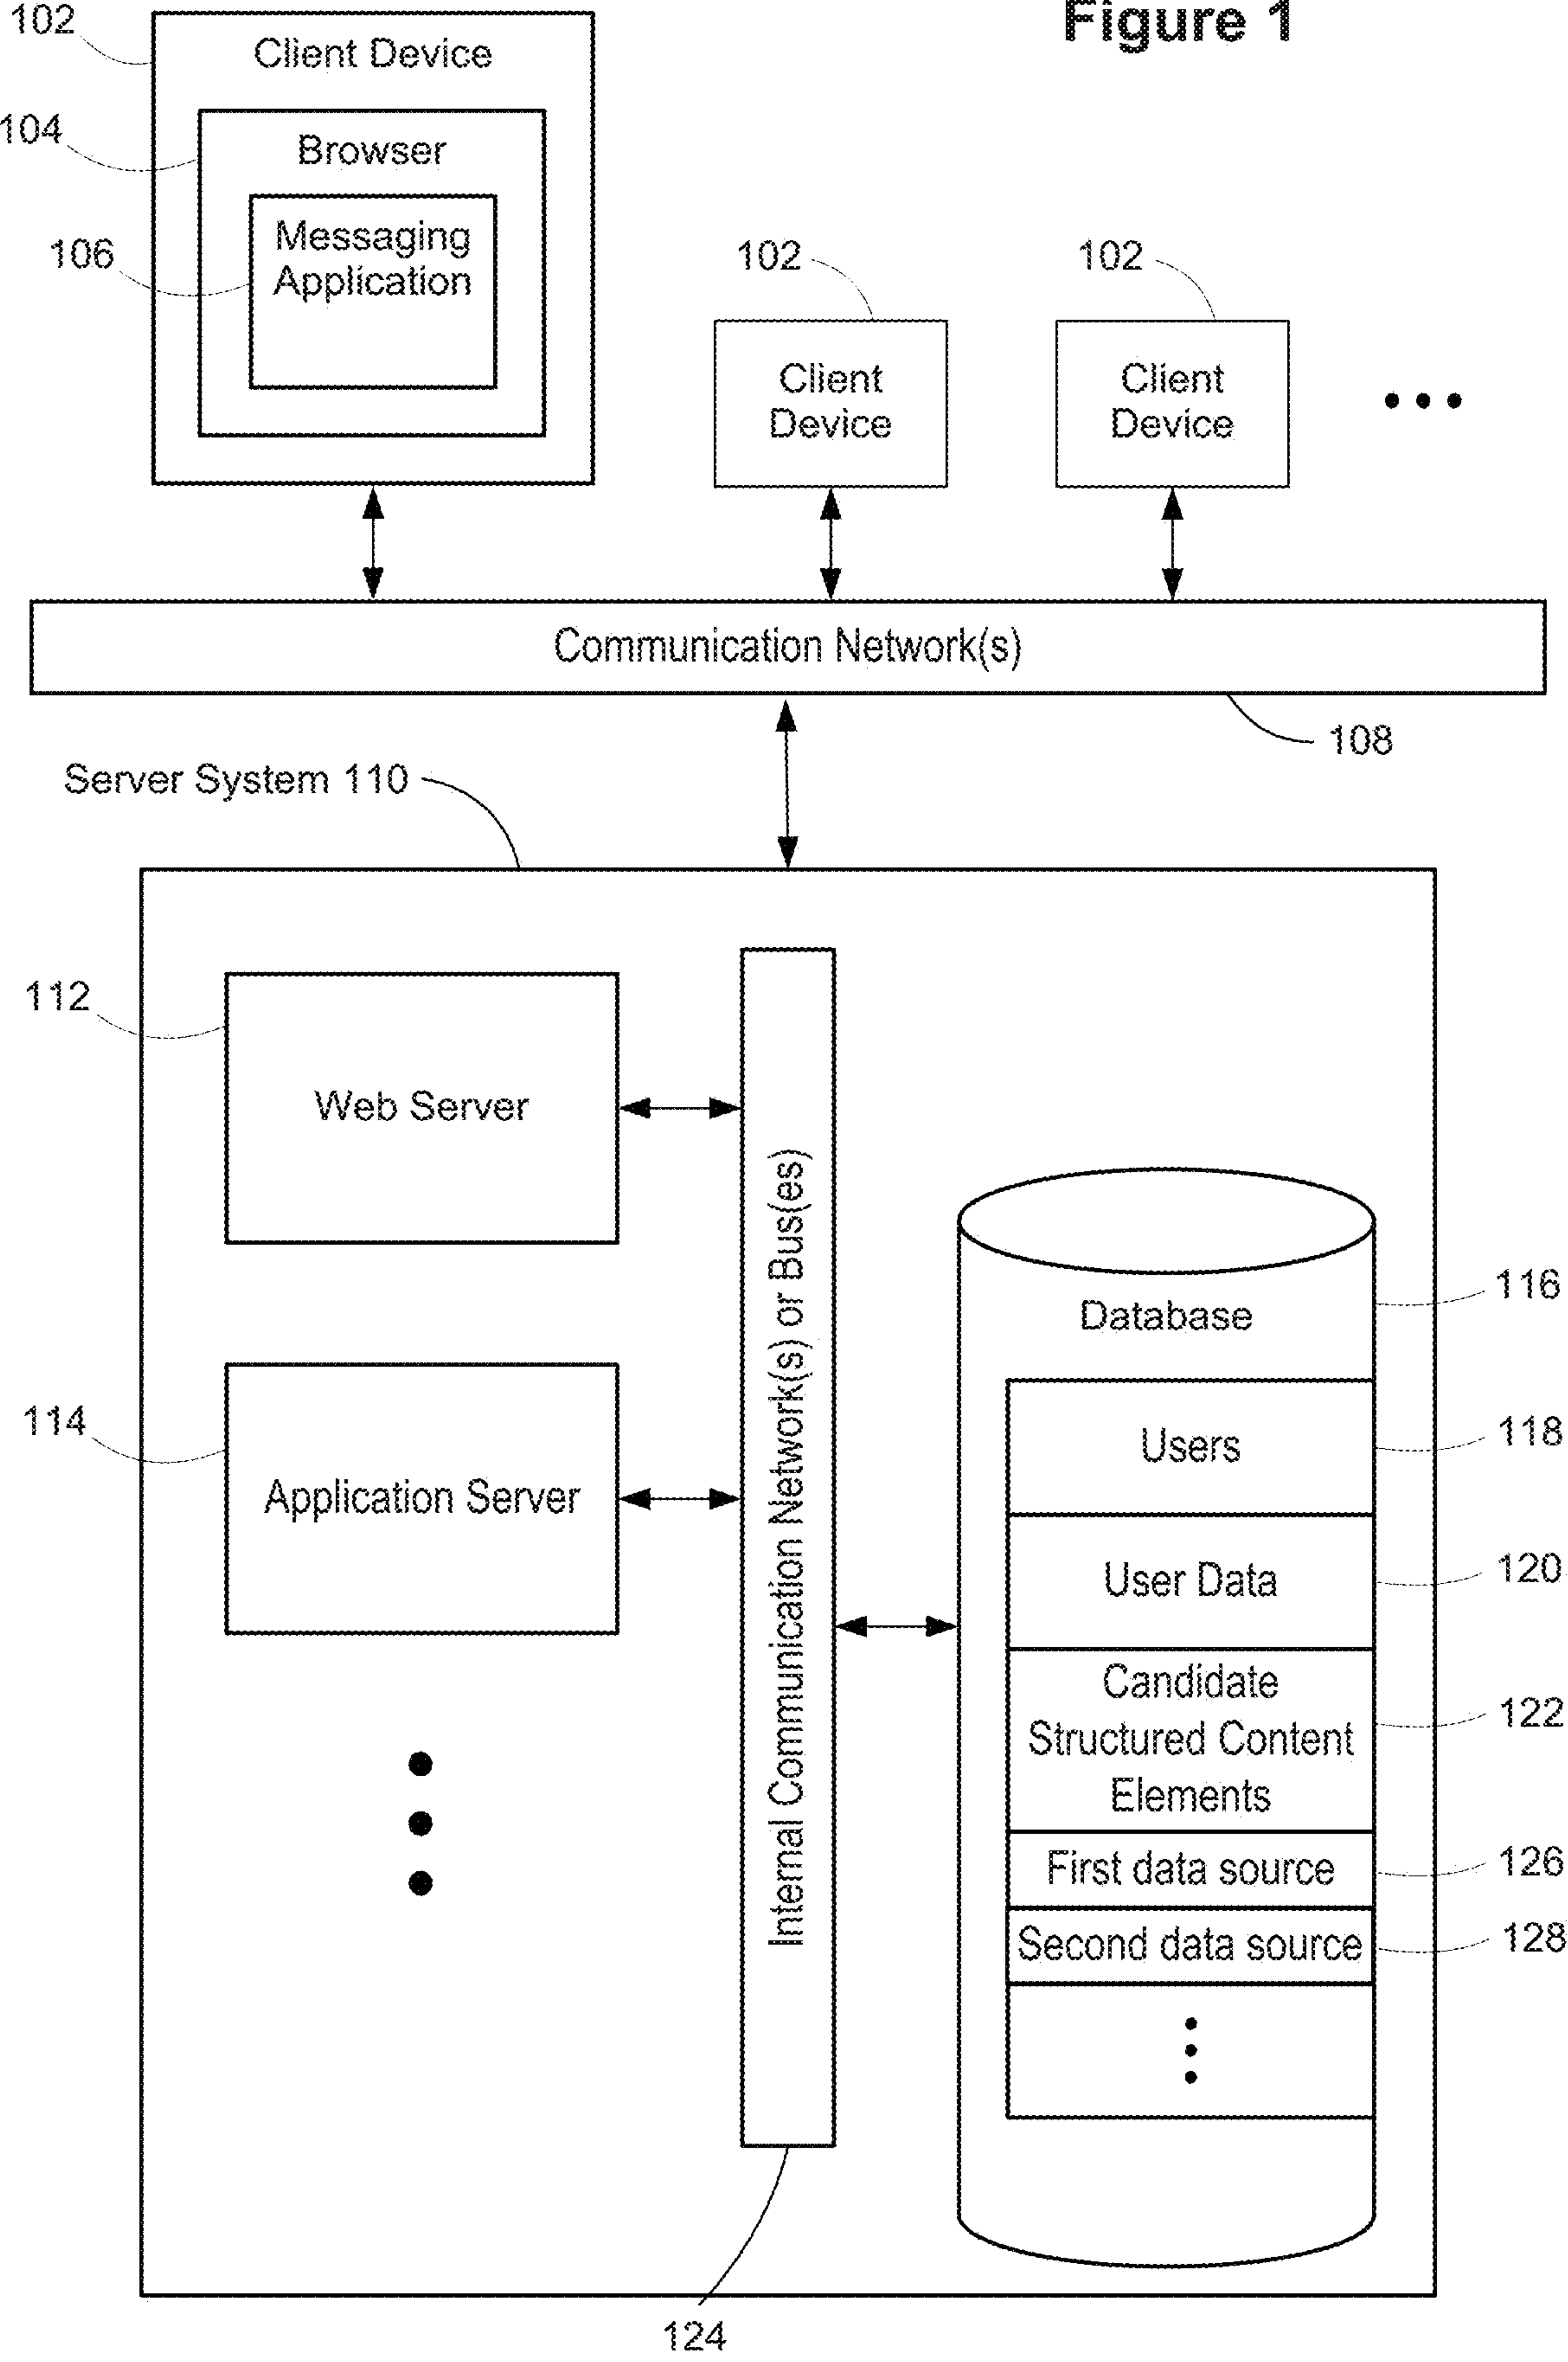 Figure 1
102
Client Device
104
Browser
106
Messaging
Application
102
102
Client
Device
Client
Device
Communication Network(s)
108
Server System 110
112
Web Server
114
Application Server
Internal Communication Network(s) or Bus(es)
Database
116
Users
118
User Data
120
Candidate
Structured Content
Elements
122
First data source
126
Second data source
128
124